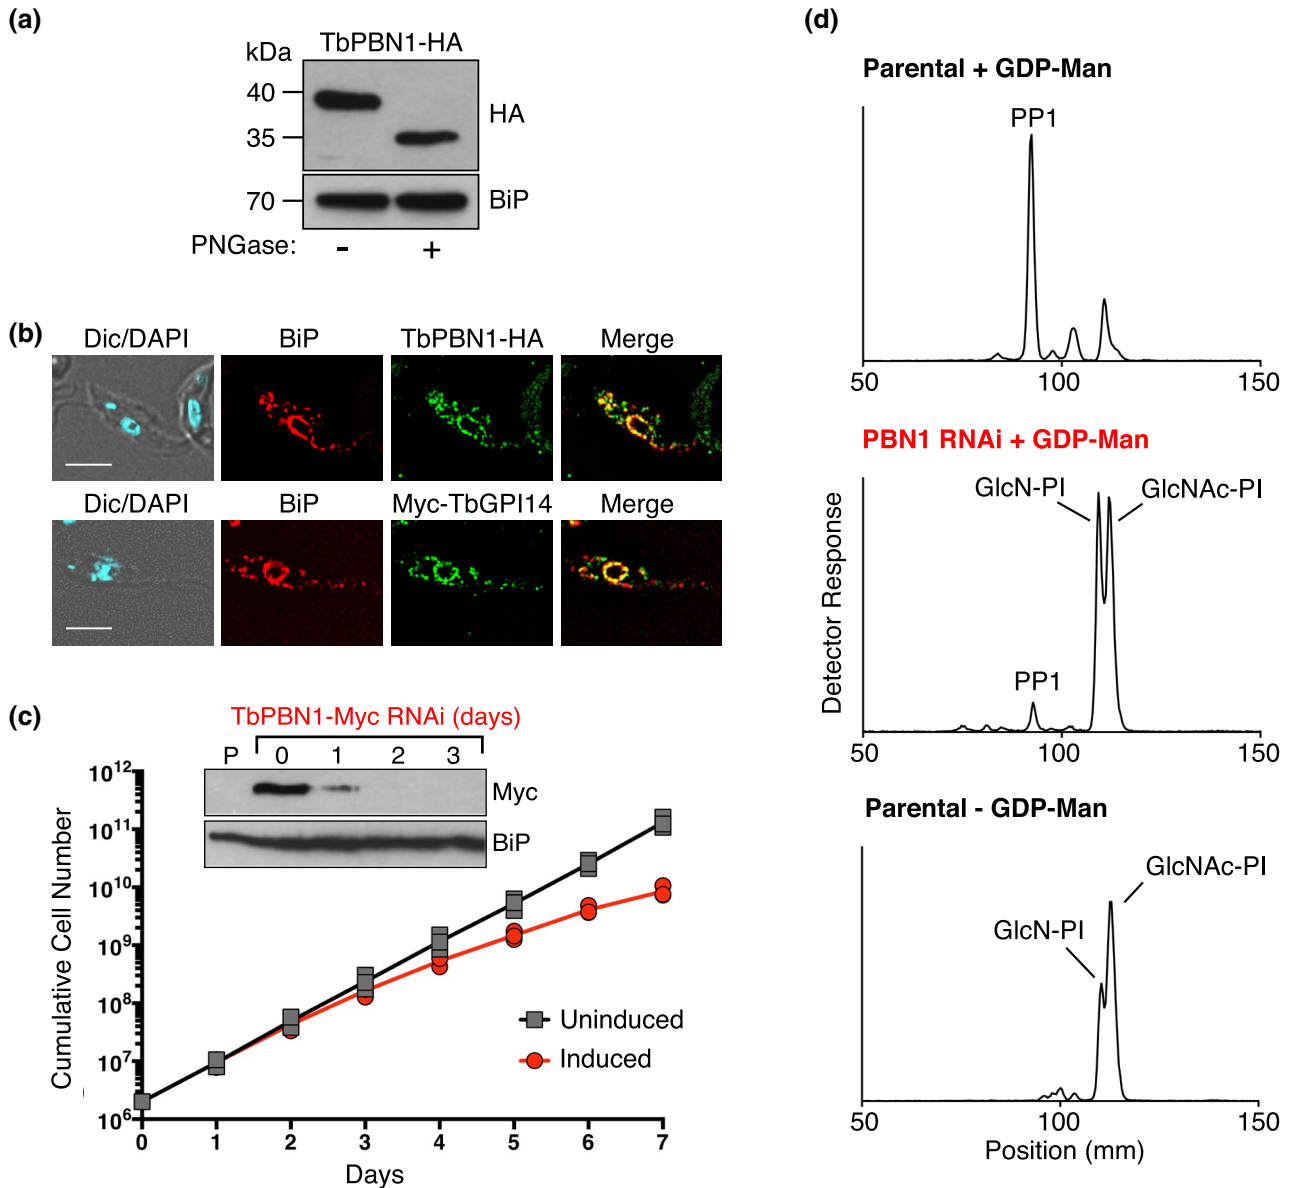 (a)
TbPBN1-HA
kDa
40
HA
35
70
BiP
PNGase: - +
(b)
Dic/DAPI BiP TbPBN1-HA Merge
Dic/DAPI BiP Myc-TbGPI14 Merge
(c)
TbPBN1-Myc RNAi (days)
P 0 1 2 3
Myc
BiP
Cumulative Cell Number
10¹²
10¹¹
10¹⁰
10⁹
10⁸
10⁷
10⁶
Uninduced
Induced
0 1 2 3 4 5 6 7
Days
(d)
Parental + GDP-Man
PP1
50 100 150
PBN1 RNAi + GDP-Man
GlcN-PI GlcNAc-PI
PP1
Detector Response
50 100 150
Parental - GDP-Man
GlcNAc-PI
GlcN-PI
50 100 150
Position (mm)